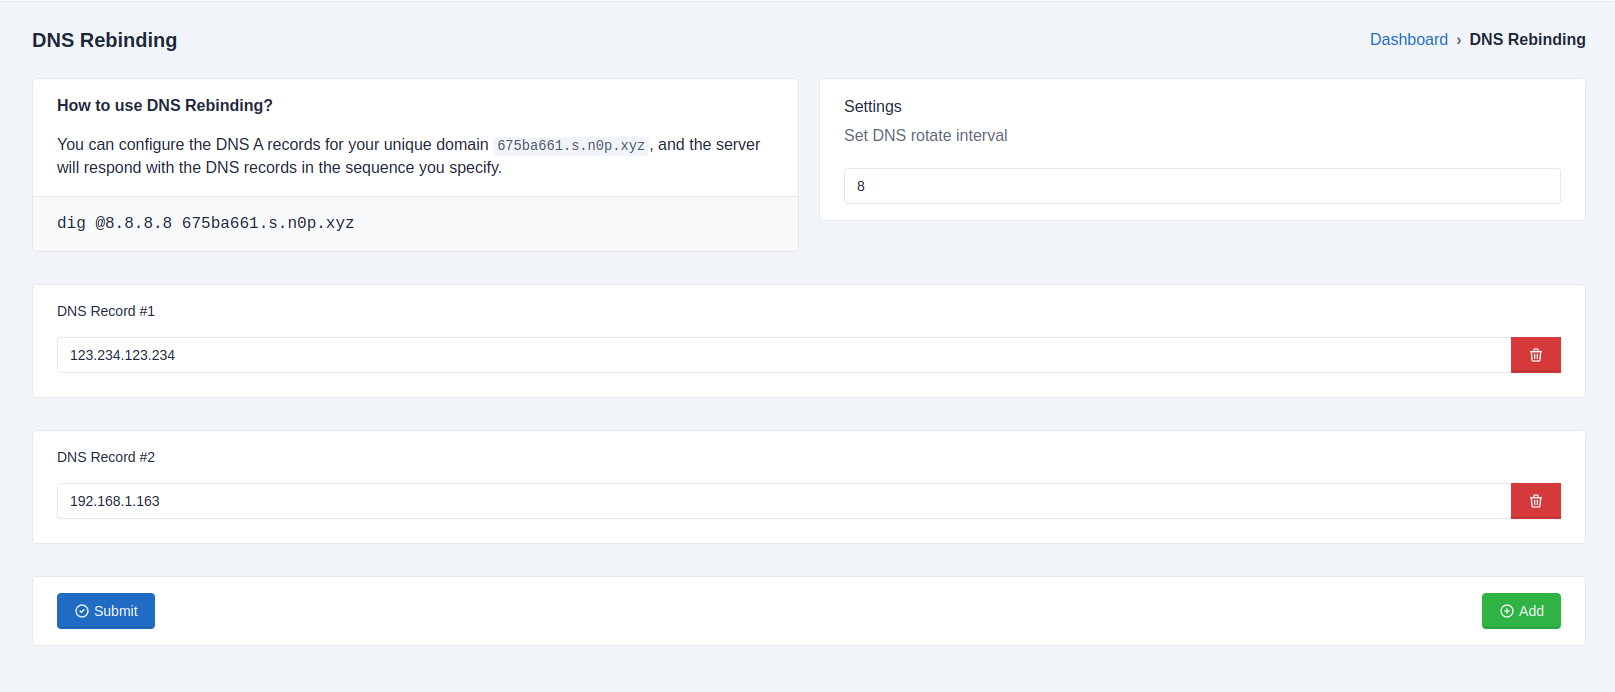 DNS Rebinding
Dashboard › DNS Rebinding
How to use DNS Rebinding?
You can configure the DNS A records for your unique domain 675ba661.s.n0p.xyz, and the server
will respond with the DNS records in the sequence you specify.
dig @8.8.8.8 675ba661.s.n0p.xyz
Settings
Set DNS rotate interval
8
DNS Record #1
123.234.123.234
DNS Record #2
192.168.1.163
Submit
Add